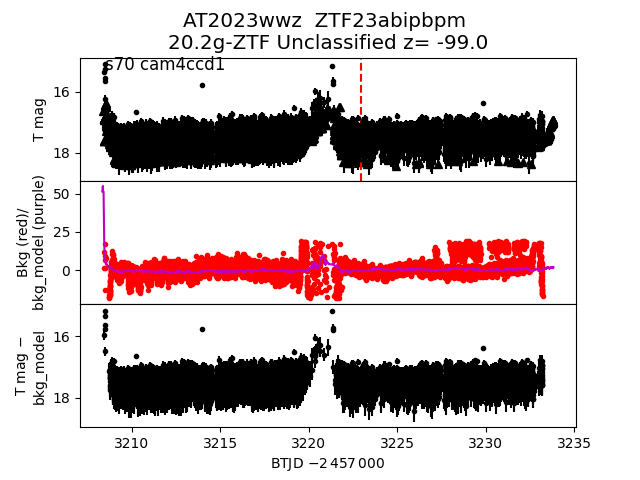 AT2023wwz  ZTF23abipbpm
20.2g-ZTF Unclassified z= -99.0
s70 cam4ccd1
T mag
16
18
Bkg (red)/
bkg_model (purple)
50
25
0
T mag −
bkg_model
16
18
3210
3215
3220
3225
3230
3235
BTJD −2 457 000